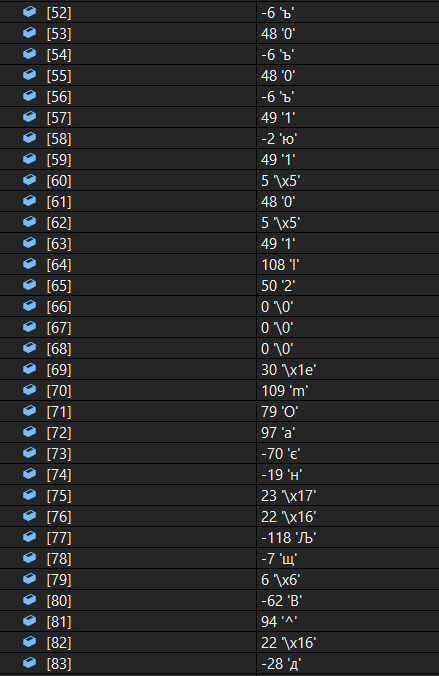 [52] -6 'ъ'
[53] 48 '0'
[54] -6 'ъ'
[55] 48 '0'
[56] -6 'ъ'
[57] 49 '1'
[58] -2 'ю'
[59] 49 '1'
[60] 5 '\x5'
[61] 48 '0'
[62] 5 '\x5'
[63] 49 '1'
[64] 108 'l'
[65] 50 '2'
[66] 0 '\0'
[67] 0 '\0'
[68] 0 '\0'
[69] 30 '\x1e'
[70] 109 'm'
[71] 79 'O'
[72] 97 'a'
[73] -70 'є'
[74] -19 'н'
[75] 23 '\x17'
[76] 22 '\x16'
[77] -118 'Љ'
[78] -7 'щ'
[79] 6 '\x6'
[80] -62 'В'
[81] 94 '^'
[82] 22 '\x16'
[83] -28 'д'